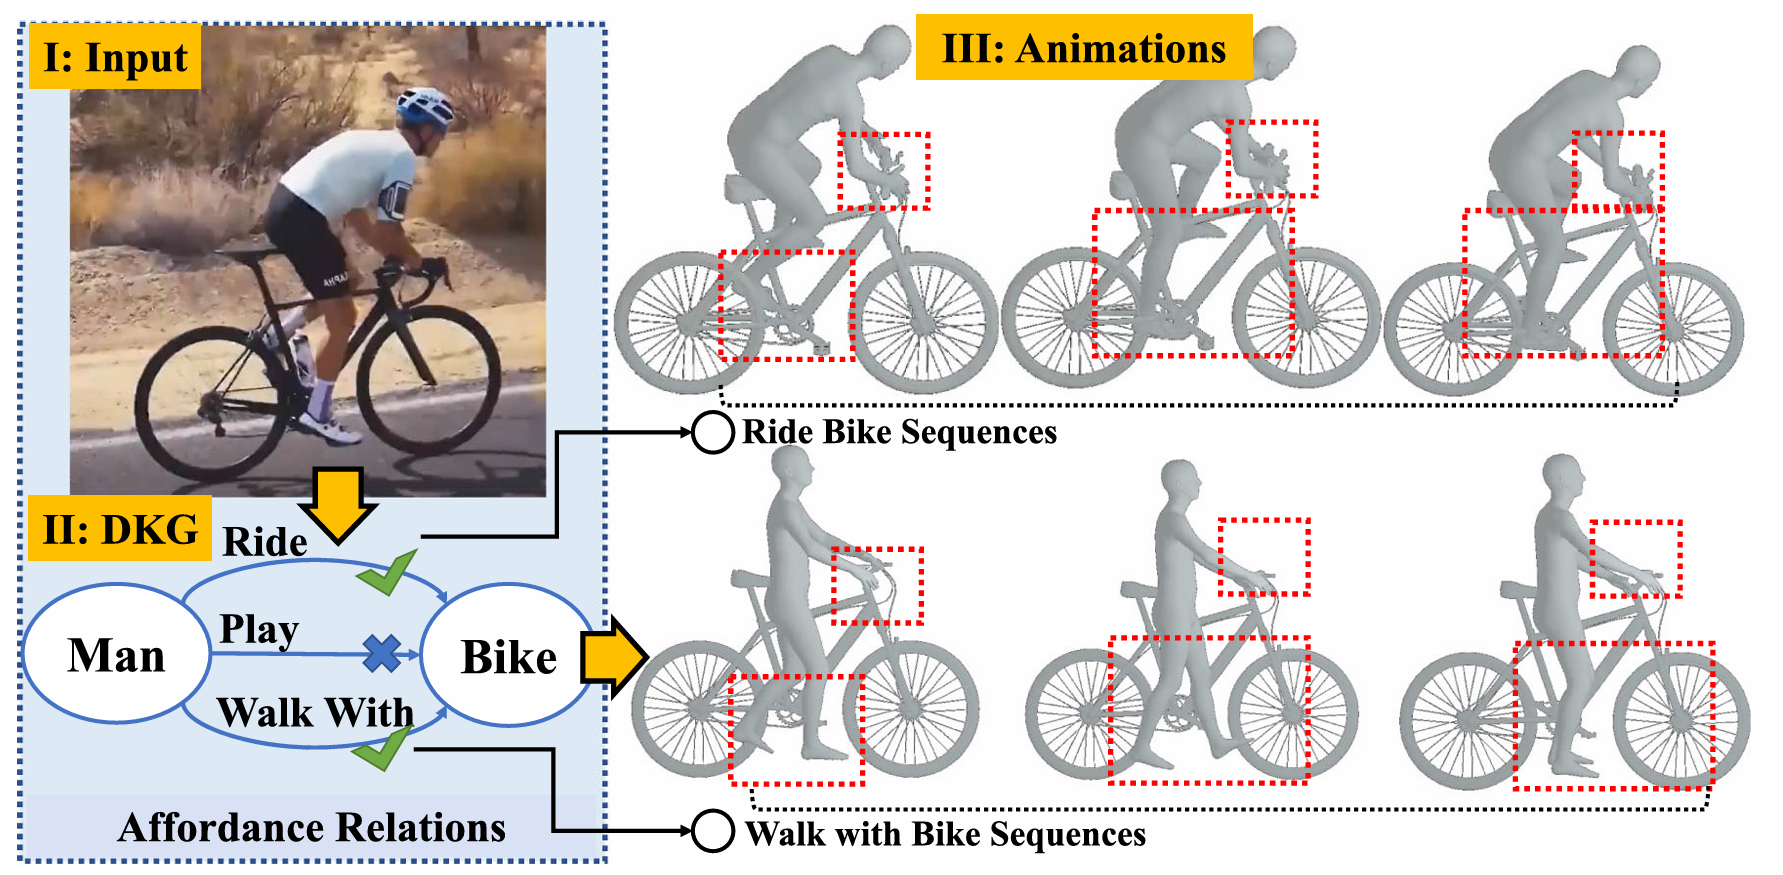 I: Input
III: Animations
II: DKG
Ride
Play
Walk With
Man
Bike
Affordance Relations
Ride Bike Sequences
Walk with Bike Sequences